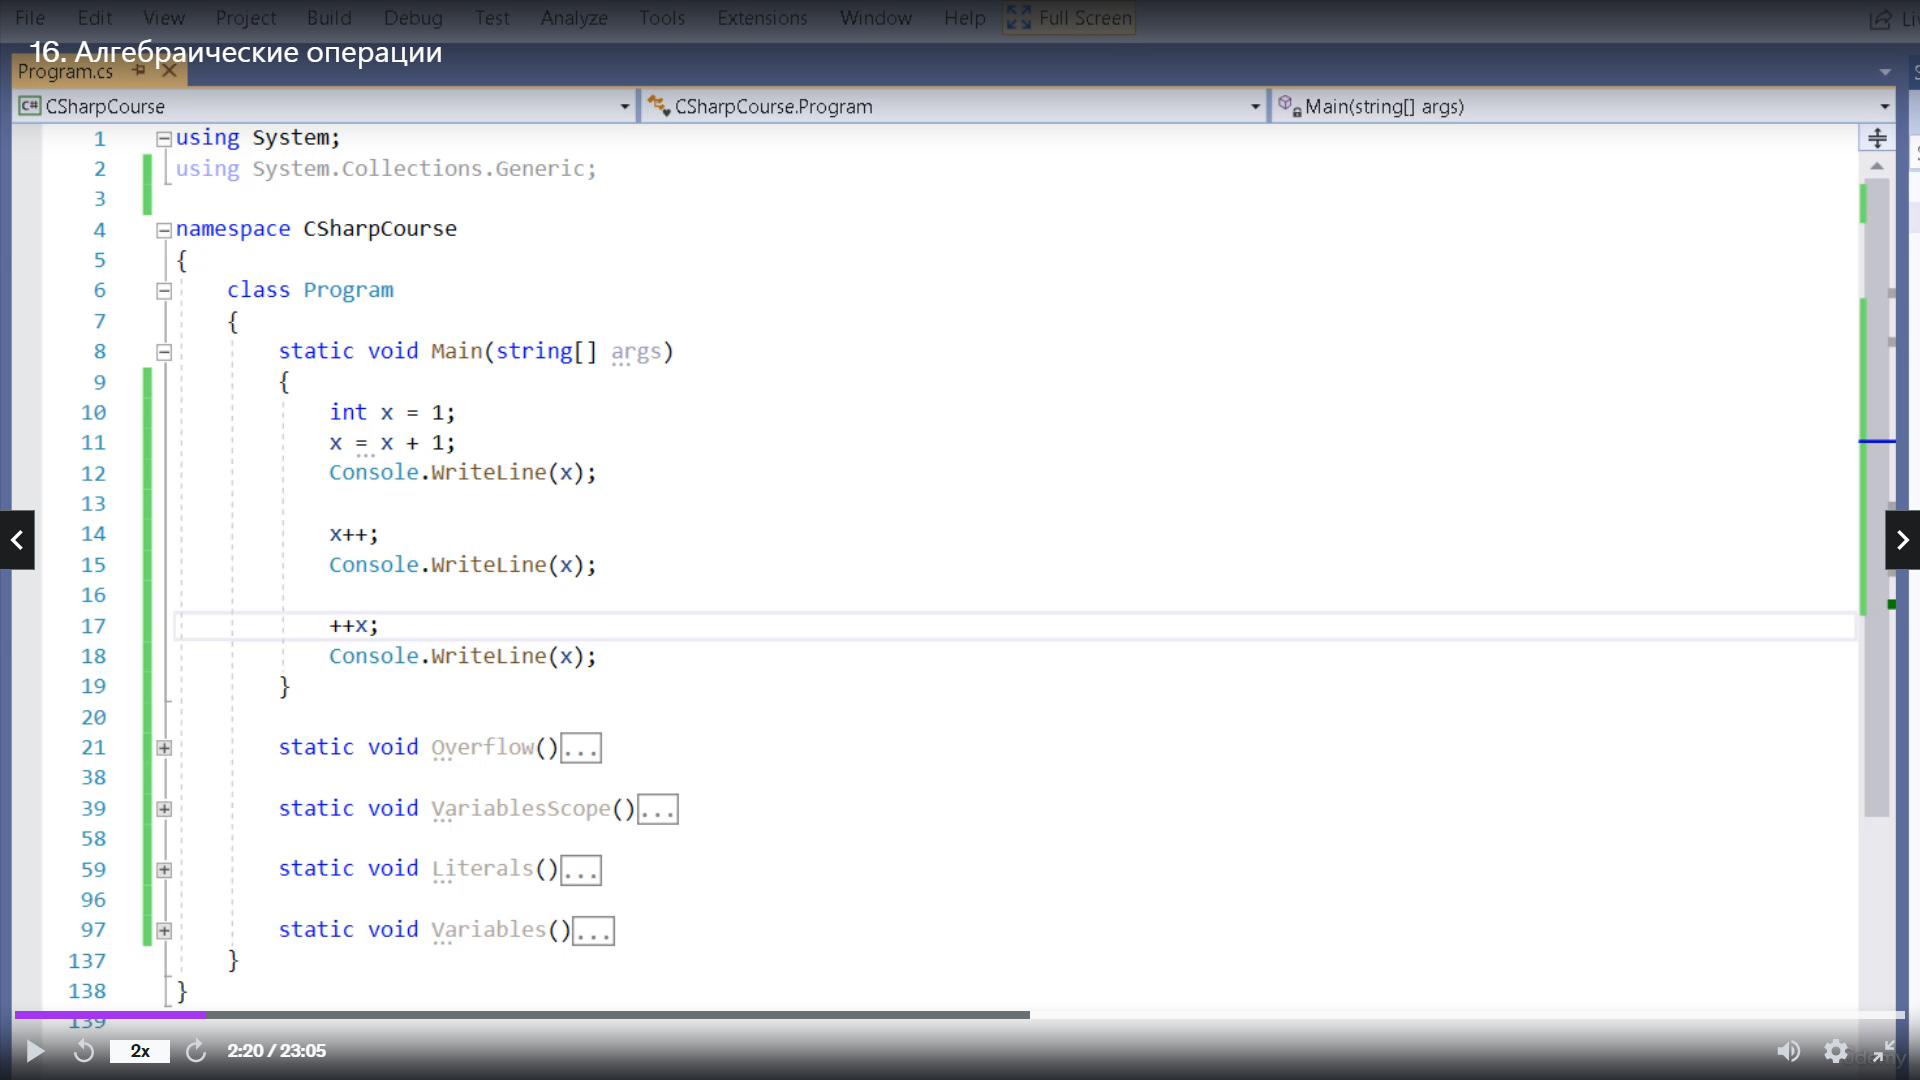 File Edit View Project Build Debug Test Analyze Tools Extensions Window Help Full Screen
16. Алгебраические операции
Program.cs
C# CSharpCourse CSharpCourse.Program Main(string[] args)
1 using System;
2 using System.Collections.Generic;
3
4 namespace CSharpCourse
5 {
6 class Program
7 {
8 static void Main(string[] args)
9 {
10 int x = 1;
11 x = x + 1;
12 Console.WriteLine(x);
13
14 x++;
15 Console.WriteLine(x);
16
17 ++x;
18 Console.WriteLine(x);
19 }
20
21 static void Overflow()...
38
39 static void VariablesScope()...
58
59 static void Literals()...
96
97 static void Variables()...
137 }
138 }
139
2x 2:20 / 23:05